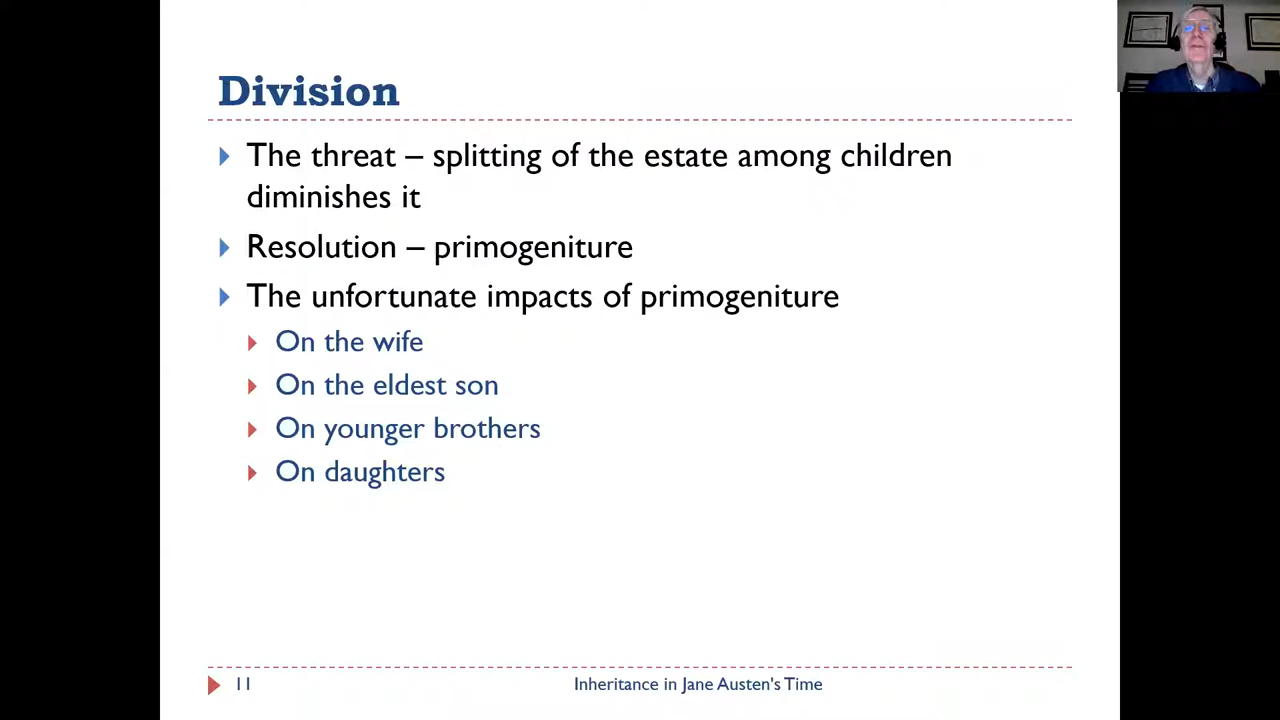 Division
The threat – splitting of the estate among children
diminishes it
Resolution – primogeniture
The unfortunate impacts of primogeniture
On the wife
On the eldest son
On younger brothers
On daughters
11
Inheritance in Jane Austen's Time